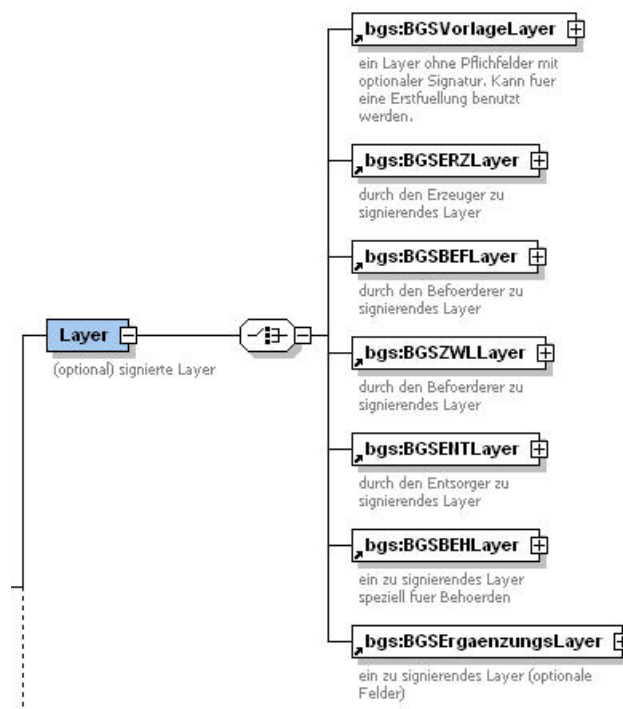 bgs:BGSVorlageLayer
ein Layer ohne Pflichfelder mit
optionaler Signatur. Kann fuer
eine Erstfuellung benutzt
werden.
bgs:BGSERZLayer
durch den Erzeuger zu
signierendes Layer
bgs:BGSBEFLayer
durch den Befoerderer zu
signierendes Layer
Layer
(optional) signierte Layer
bgs:BGSZWLLayer
durch den Befoerderer zu
signierendes Layer
bgs:BGSENTLayer
durch den Entsorger zu
signierendes Layer
bgs:BGSBEHLayer
ein zu signierendes Layer
speziell fuer Behoerden
bgs:BGSErgaenzungsLayer
ein zu signierendes Layer (optionale
Felder)